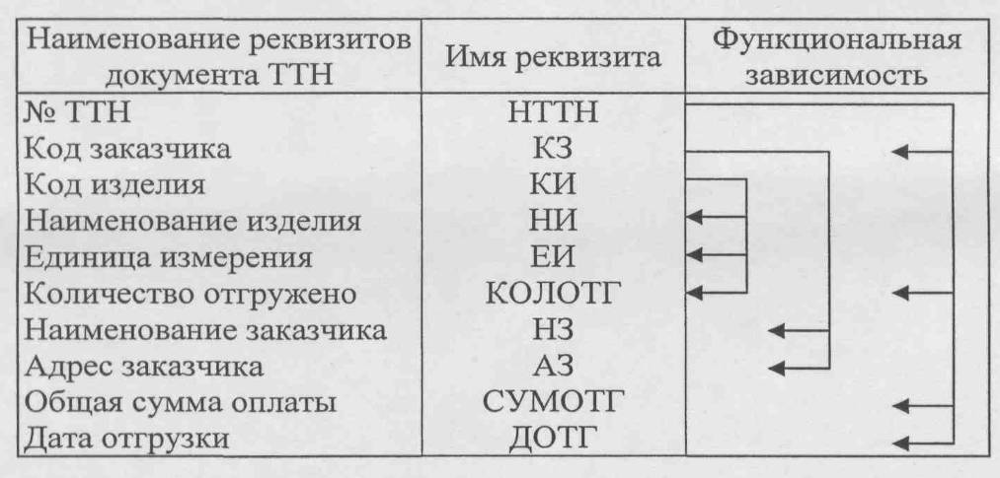 Наименование реквизитов документа ТТН Имя реквизита Функциональная зависимость
№ ТТН НТТН
Код заказчика КЗ
Код изделия КИ
Наименование изделия НИ
Единица измерения ЕИ
Количество отгружено КОЛОТГ
Наименование заказчика НЗ
Адрес заказчика АЗ
Общая сумма оплаты СУМОТГ
Дата отгрузки ДОТГ